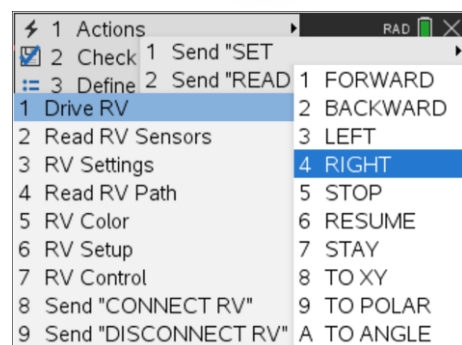 1 Actions
RAD
2 Check
3 Define
1 Send "SET
2 Send "READ
1 Drive RV
2 Read RV Sensors
3 RV Settings
4 Read RV Path
5 RV Color
6 RV Setup
7 RV Control
8 Send "CONNECT RV"
9 Send "DISCONNECT RV"
1 FORWARD
2 BACKWARD
3 LEFT
4 RIGHT
5 STOP
6 RESUME
7 STAY
8 TO XY
9 TO POLAR
A TO ANGLE